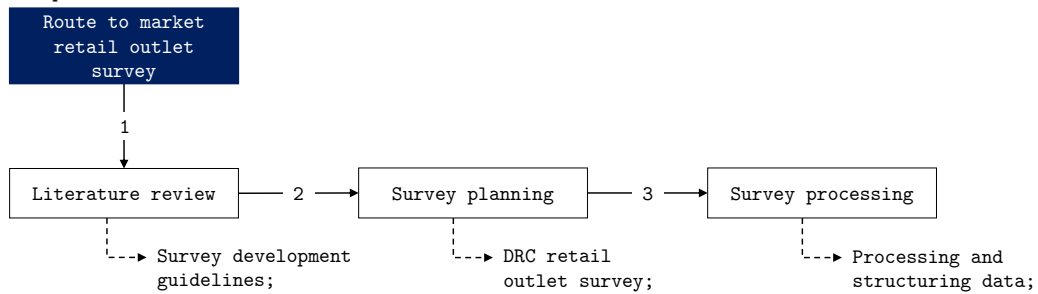 Route to market
retail outlet
survey
1
Literature review
2
Survey planning
3
Survey processing
Survey development
guidelines;
DRC retail
outlet survey;
Processing and
structuring data;